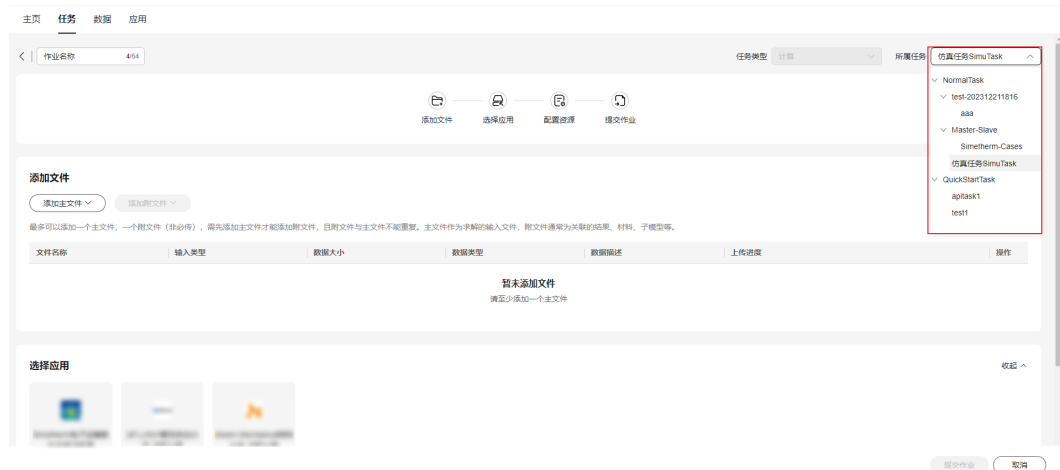 主页 任务 数据 应用
作业名称 4/64 任务类型 计算 所属任务 仿真任务SimuTask
NormalTask
test-202312211816
aaa
Master-Slave
Simetherm-Cases
仿真任务SimuTask
QuickStartTask
apitask1
test1
添加文件 选择应用 配置资源 提交作业
添加文件
添加主文件 添加附文件
最多可以添加一个主文件，一个附文件（非必传），需先添加主文件才能添加附文件，且附文件与主文件不能重复。主文件作为求解的输入文件，附文件通常为关联的结果、材料、子模型等。
文件名称 输入类型 数据大小 数据类型 数据描述 上传进度 操作
暂未添加文件
请至少添加一个主文件
选择应用 收起
提交作业 取消